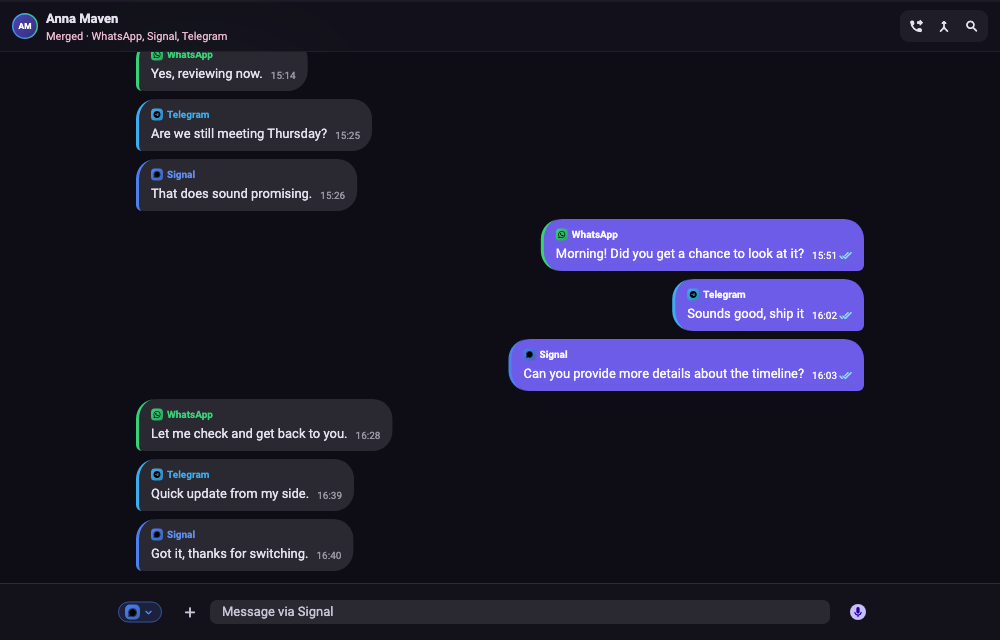 AM
Anna Maven
Merged · WhatsApp, Signal, Telegram
WhatsApp
Yes, reviewing now. 15:14
Telegram
Are we still meeting Thursday? 15:25
Signal
That does sound promising. 15:26
WhatsApp
Morning! Did you get a chance to look at it? 15:51
Telegram
Sounds good, ship it 16:02
Signal
Can you provide more details about the timeline? 16:03
WhatsApp
Let me check and get back to you. 16:28
Telegram
Quick update from my side. 16:39
Signal
Got it, thanks for switching. 16:40
Message via Signal